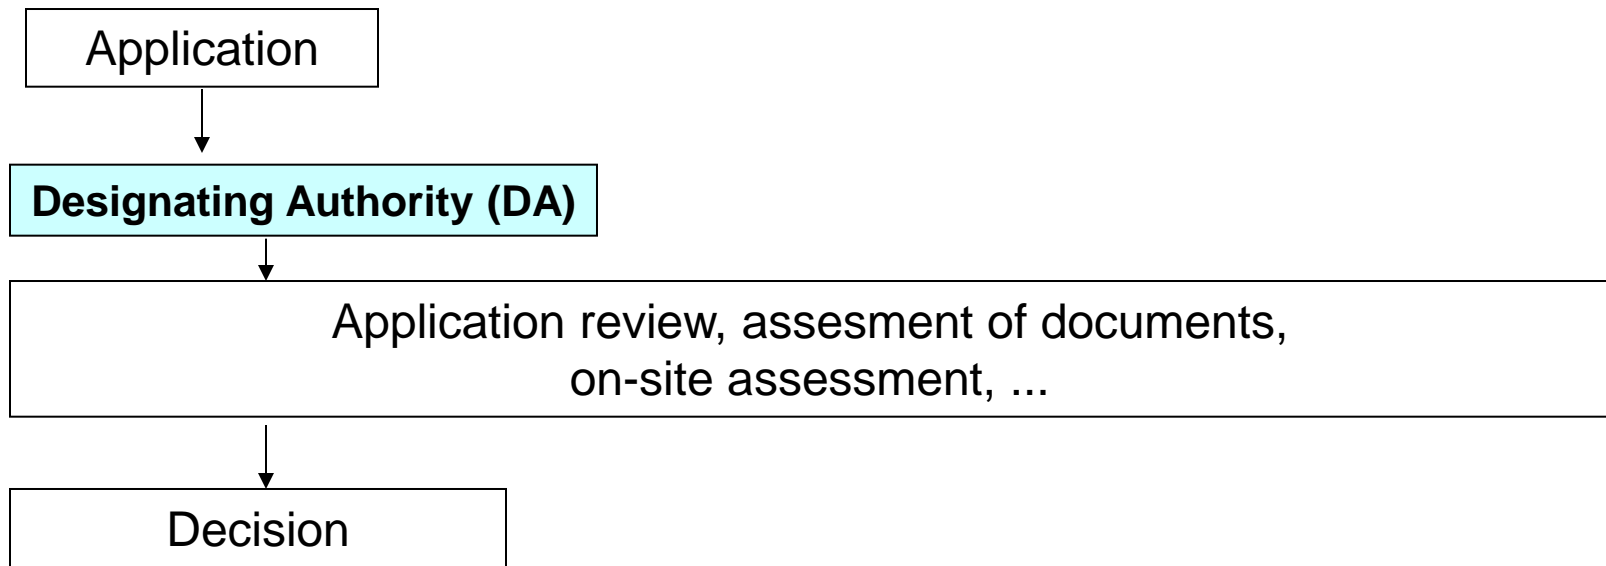 Application
Designating Authority (DA)
Application review, assesment of documents,
on-site assessment, ...
Decision